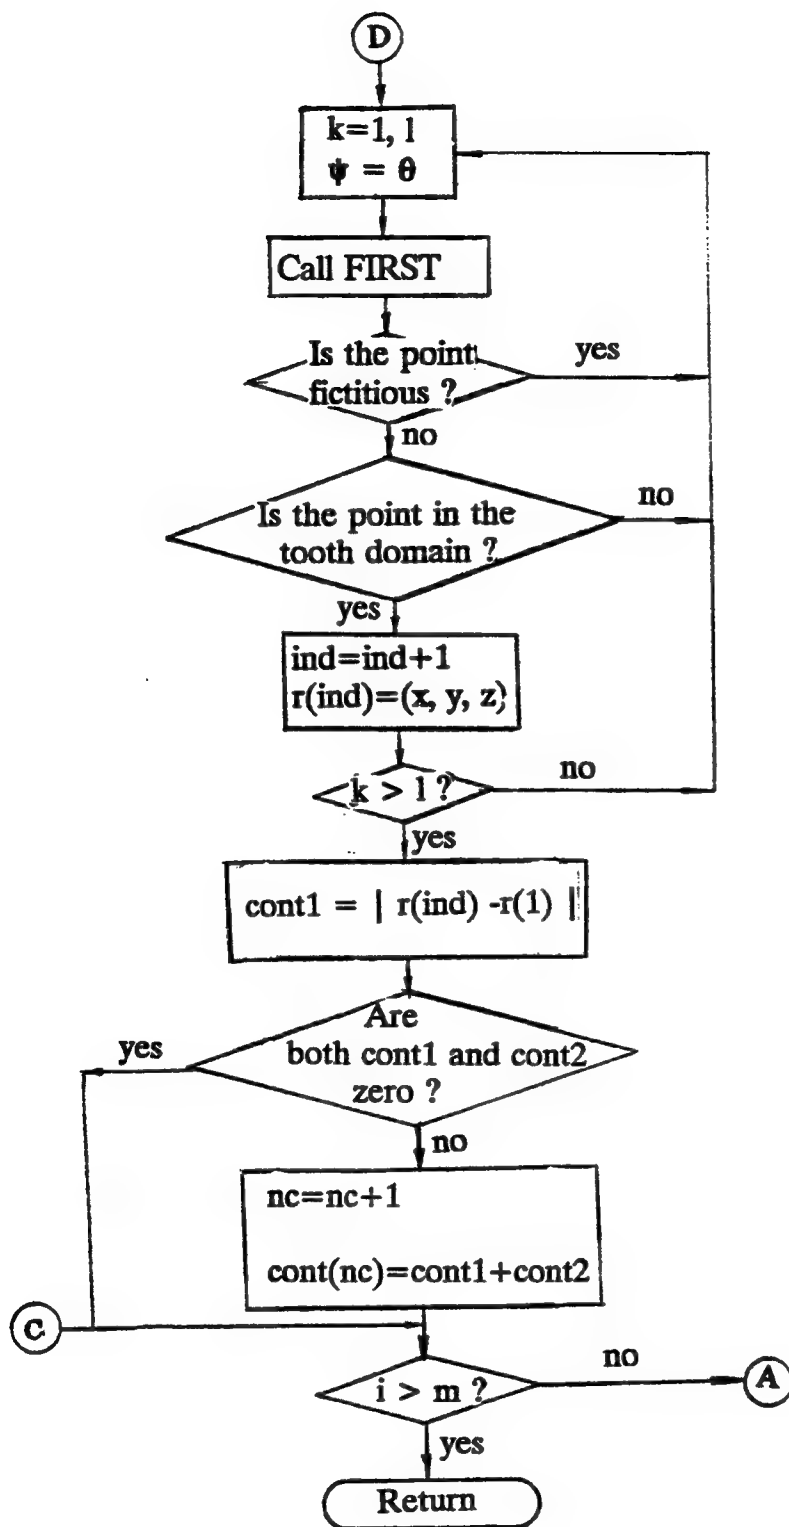 D
k=1, l
ψ = θ
Call FIRST
Is the point
fictitious ?
yes
no
Is the point in the
tooth domain ?
no
yes
ind=ind+1
r(ind)=(x, y, z)
k > l ?
no
yes
cont1 = | r(ind) -r(1) |
Are
both cont1 and cont2
zero ?
yes
no
nc=nc+1
cont(nc)=cont1+cont2
C
i > m ?
no
A
yes
Return